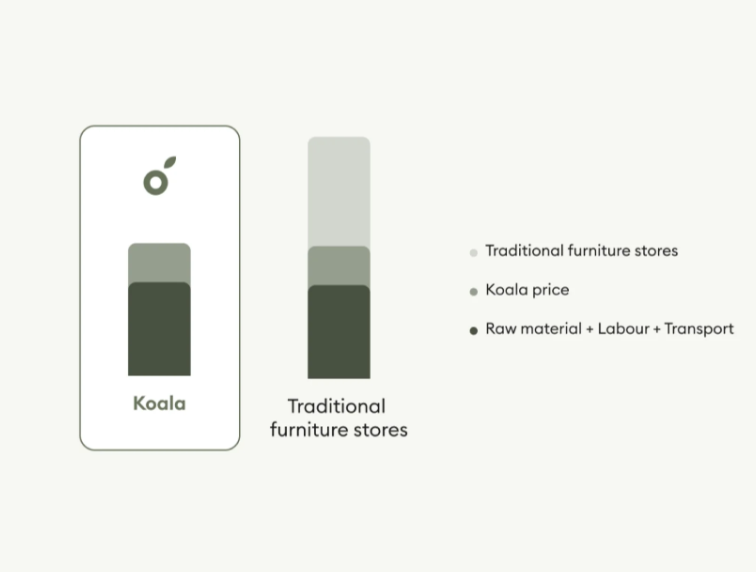 Koala
Traditional
furniture stores
Traditional furniture stores
Koala price
Raw material + Labour + Transport